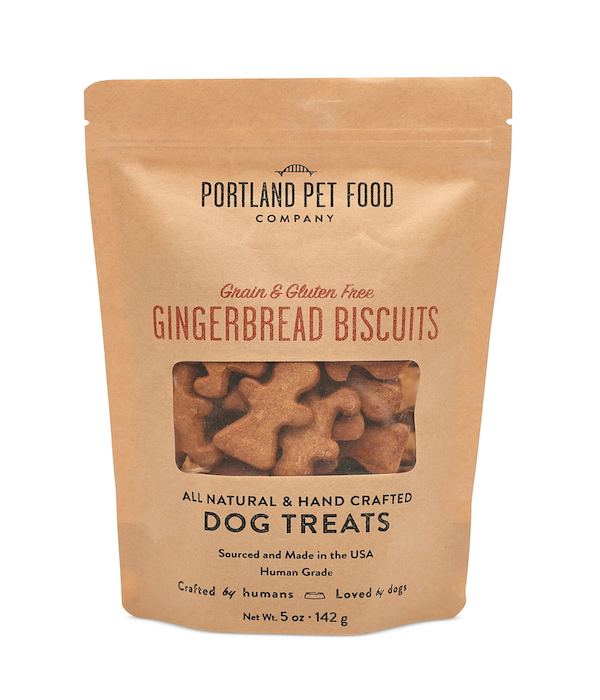 PORTLAND PET FOOD
COMPANY
Grain & Gluten Free
GINGERBREAD BISCUITS
ALL NATURAL & HAND CRAFTED
DOG TREATS
Sourced and Made in the USA
Human Grade
Crafted by humans Loved by dogs
Net Wt. 5 oz · 142 g